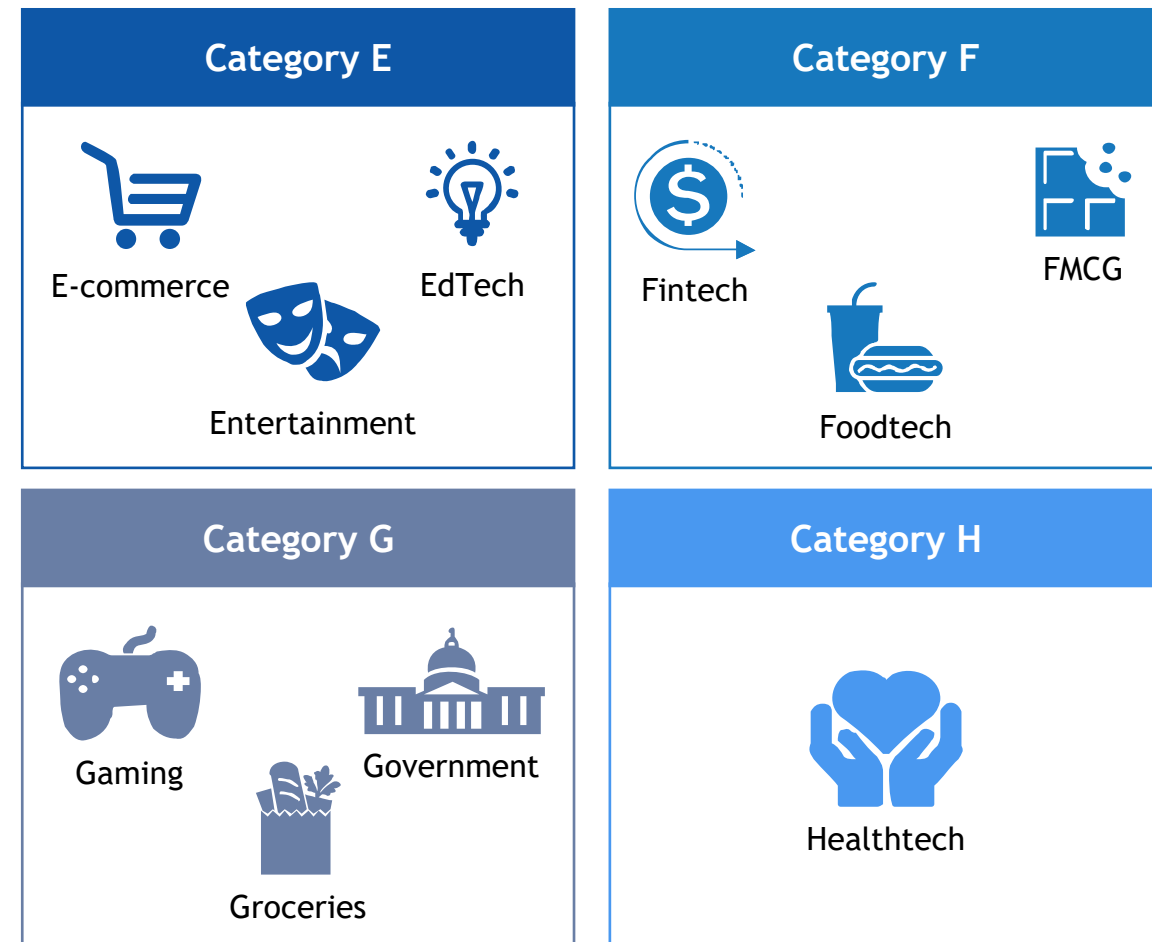 Category E
E-commerce
EdTech
Entertainment
Category F
$
Fintech
FMCG
Foodtech
Category G
Gaming
Government
Groceries
Category H
Healthtech